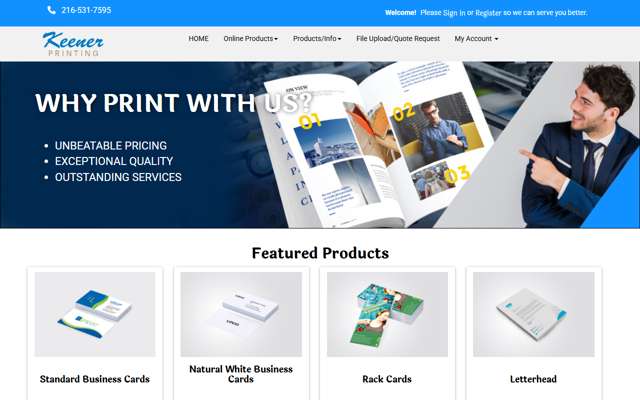 216-531-7595
Welcome! Please Sign in or Register so we can serve you better.
Keener
PRINTING
HOME Online Products Products/Info File Upload/Quote Request My Account
WHY PRINT WITH US?
UNBEATABLE PRICING
EXCEPTIONAL QUALITY
OUTSTANDING SERVICES
ON VIEW
01
02
03
Featured Products
Standard Business Cards
Natural White Business
Cards
Rack Cards
Letterhead